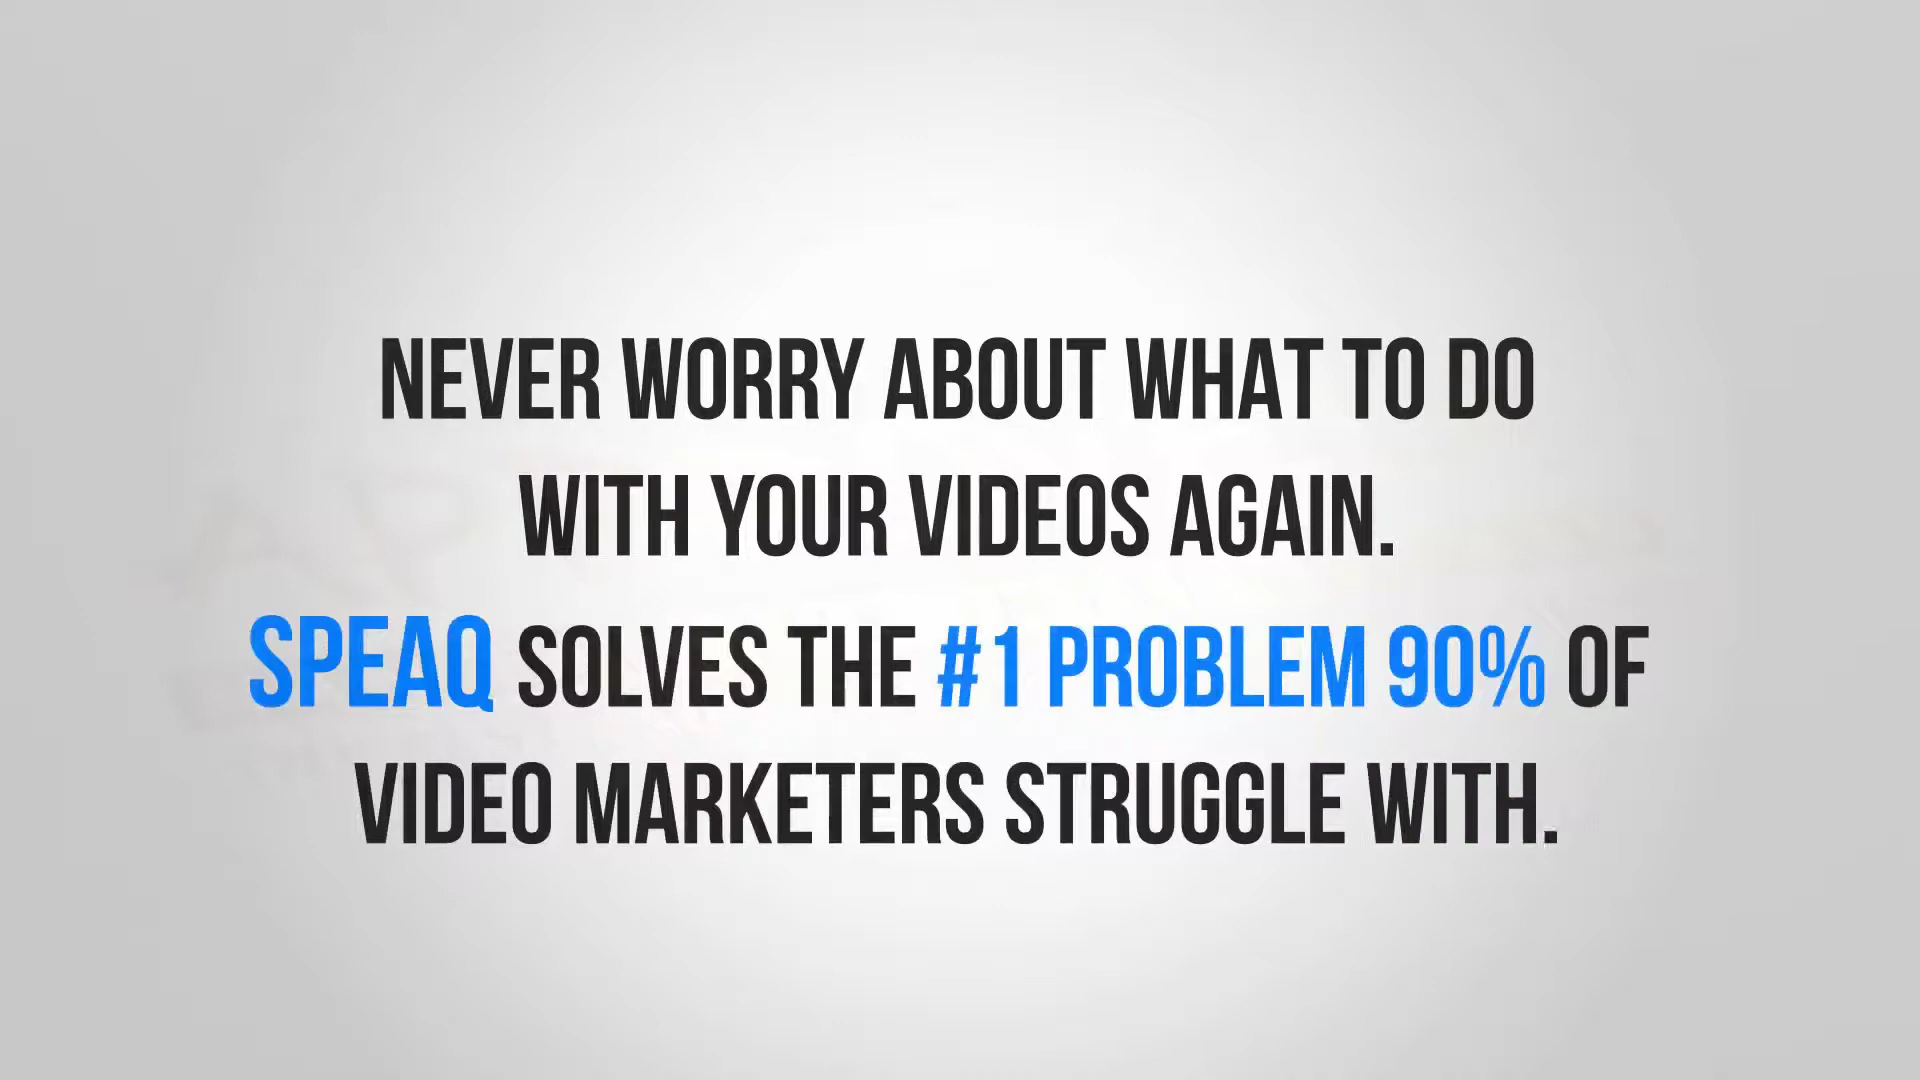 NEVER WORRY ABOUT WHAT TO DO
WITH YOUR VIDEOS AGAIN.
SPEAQ SOLVES THE #1 PROBLEM 90% OF
VIDEO MARKETERS STRUGGLE WITH.